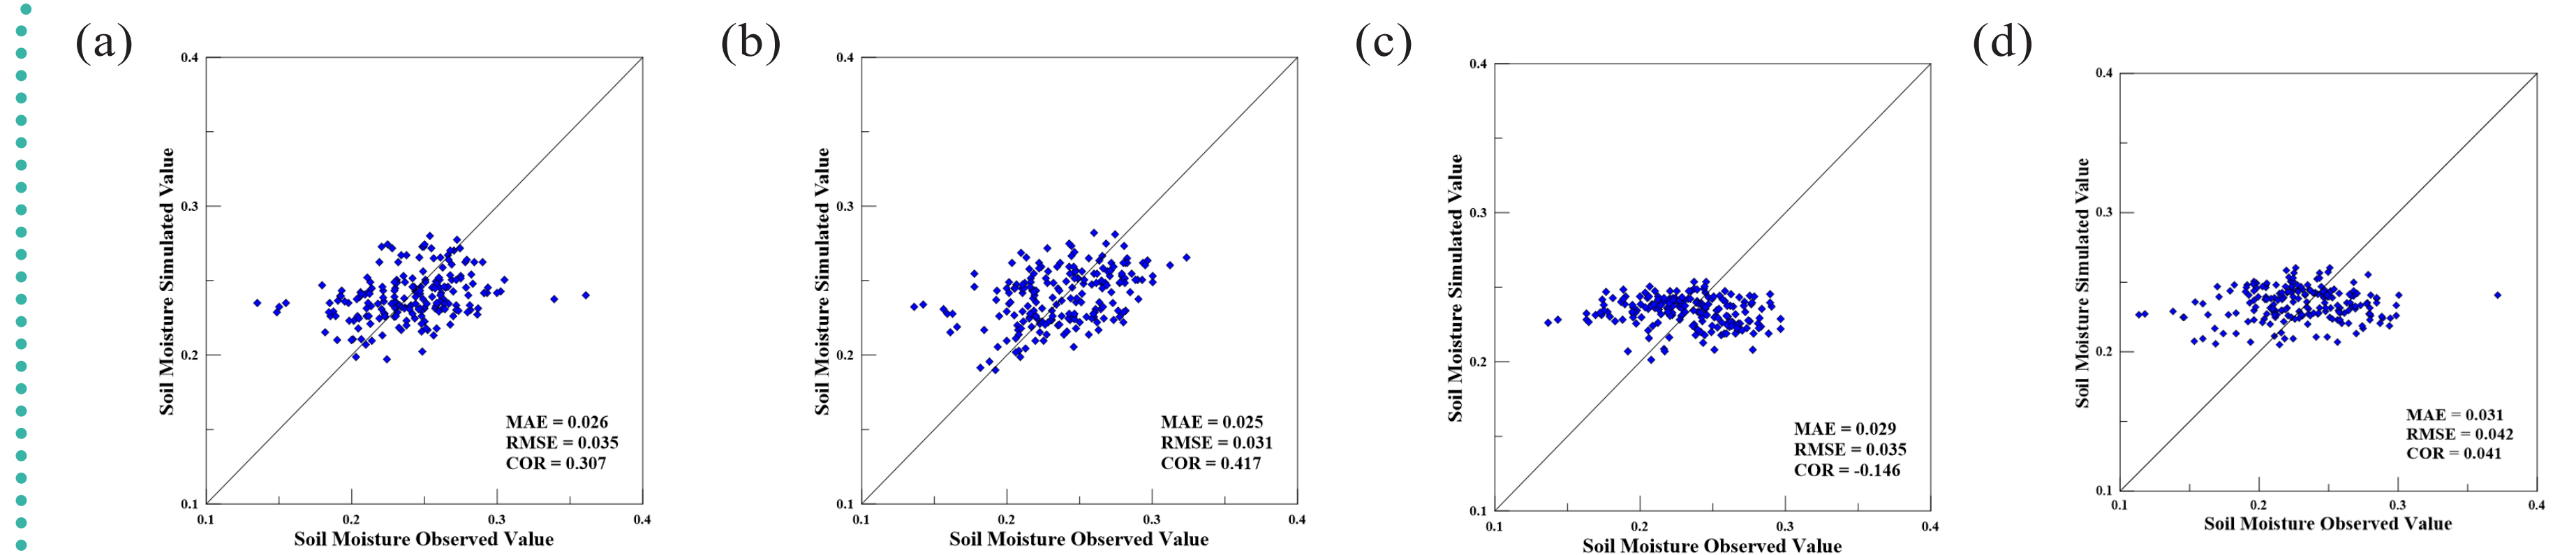 (a)
0.4
0.3
0.2
0.1
0.1
0.2
0.3
0.4
Soil Moisture Simulated Value
Soil Moisture Observed Value
MAE = 0.026
RMSE = 0.035
COR = 0.307
(b)
0.4
0.3
0.2
0.1
0.1
0.2
0.3
0.4
Soil Moisture Simulated Value
Soil Moisture Observed Value
MAE = 0.025
RMSE = 0.031
COR = 0.417
(c)
0.4
0.3
0.2
0.1
0.1
0.2
0.3
0.4
Soil Moisture Simulated Value
Soil Moisture Observed Value
MAE = 0.029
RMSE = 0.035
COR = -0.146
(d)
0.4
0.3
0.2
0.1
0.1
0.2
0.3
0.4
Soil Moisture Simulated Value
Soil Moisture Observed Value
MAE = 0.031
RMSE = 0.042
COR = 0.041